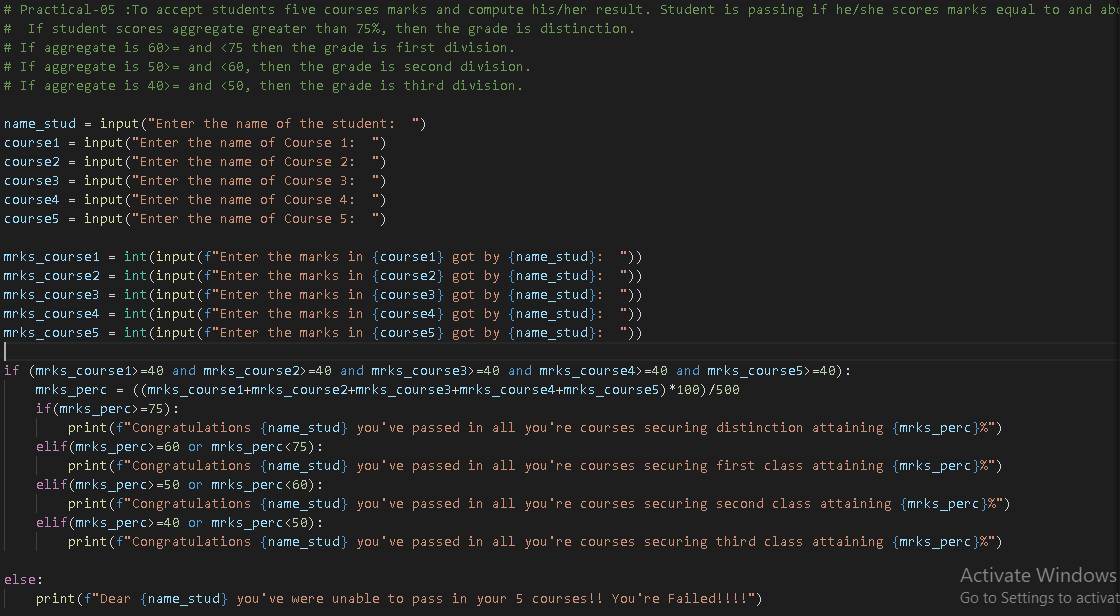 # Practical-05 :To accept students five courses marks and compute his/her result. Student is passing if he/she scores marks equal to and
#  If student scores aggregate greater than 75%, then the grade is distinction.
# If aggregate is 60>= and <75 then the grade is first division.
# If aggregate is 50>= and <60, then the grade is second division.
# If aggregate is 40>= and <50, then the grade is third division.
name_stud = input("Enter the name of the student:  ")
course1 = input("Enter the name of Course 1:  ")
course2 = input("Enter the name of Course 2:  ")
course3 = input("Enter the name of Course 3:  ")
course4 = input("Enter the name of Course 4:  ")
course5 = input("Enter the name of Course 5:  ")
mrks_course1 = int(input(f"Enter the marks in {course1} got by {name_stud}:  "))
mrks_course2 = int(input(f"Enter the marks in {course2} got by {name_stud}:  "))
mrks_course3 = int(input(f"Enter the marks in {course3} got by {name_stud}:  "))
mrks_course4 = int(input(f"Enter the marks in {course4} got by {name_stud}:  "))
mrks_course5 = int(input(f"Enter the marks in {course5} got by {name_stud}:  "))
if (mrks_course1>=40 and mrks_course2>=40 and mrks_course3>=40 and mrks_course4>=40 and mrks_course5>=40):
    mrks_perc = ((mrks_course1+mrks_course2+mrks_course3+mrks_course4+mrks_course5)*100)/500
    if(mrks_perc>=75):
        print(f"Congratulations {name_stud} you've passed in all you're courses securing distinction attaining {mrks_perc}%")
    elif(mrks_perc>=60 or mrks_perc<75):
        print(f"Congratulations {name_stud} you've passed in all you're courses securing first class attaining {mrks_perc}%")
    elif(mrks_perc>=50 or mrks_perc<60):
        print(f"Congratulations {name_stud} you've passed in all you're courses securing second class attaining {mrks_perc}%")
    elif(mrks_perc>=40 or mrks_perc<50):
        print(f"Congratulations {name_stud} you've passed in all you're courses securing third class attaining {mrks_perc}%")
else:
    print(f"Dear {name_stud} you've were unable to pass in your 5 courses!! You're Failed!!!!")
Activate Windows
Go to Settings to